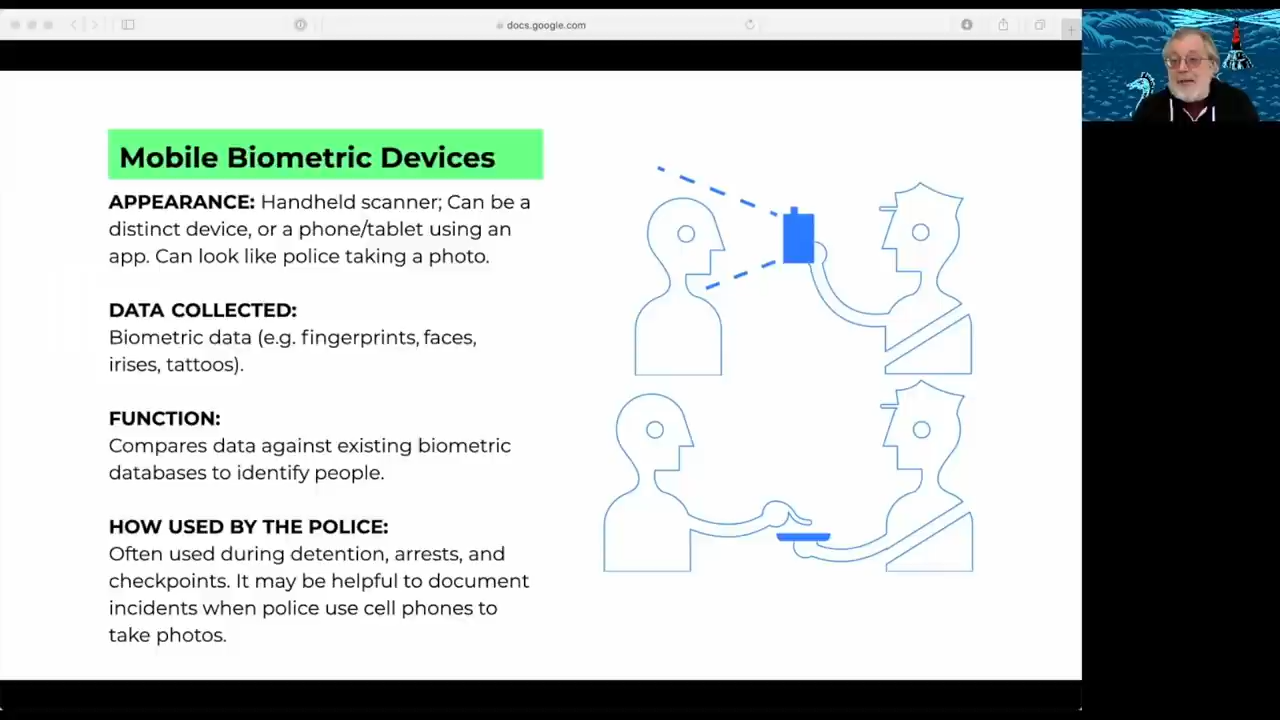 docs.google.com
Mobile Biometric Devices
APPEARANCE: Handheld scanner; Can be a
distinct device, or a phone/tablet using an
app. Can look like police taking a photo.
DATA COLLECTED:
Biometric data (e.g. fingerprints, faces,
irises, tattoos).
FUNCTION:
Compares data against existing biometric
databases to identify people.
HOW USED BY THE POLICE:
Often used during detention, arrests, and
checkpoints. It may be helpful to document
incidents when police use cell phones to
take photos.